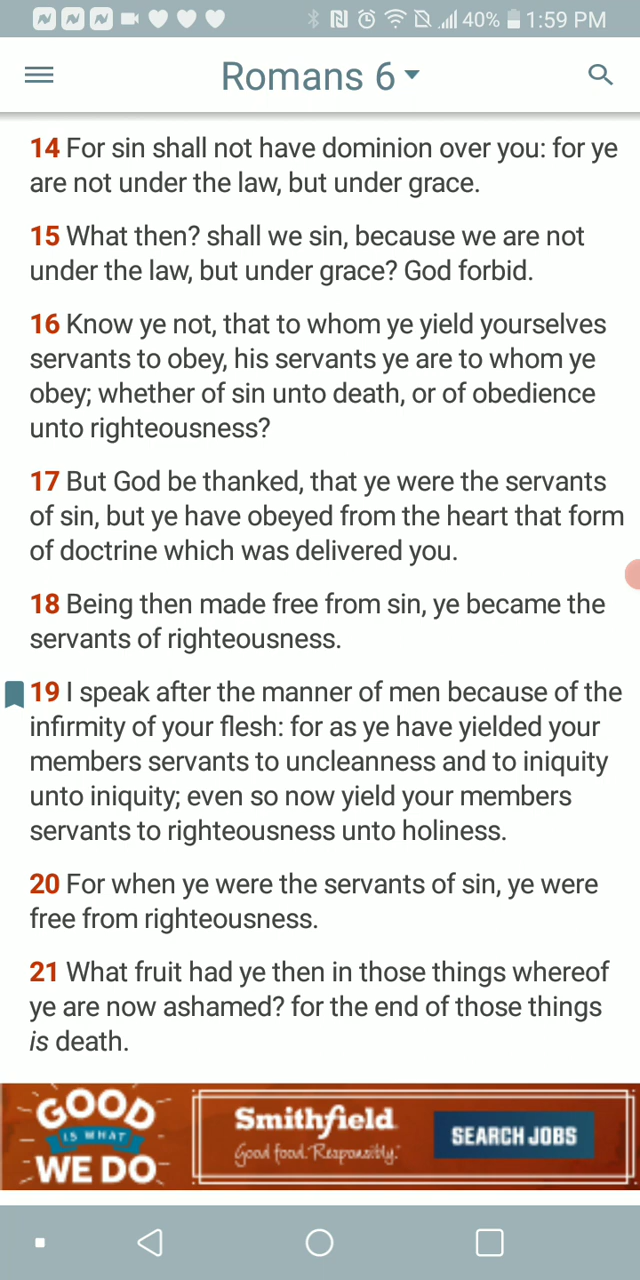 40% 1:59 PM
Romans 6
14 For sin shall not have dominion over you: for ye
are not under the law, but under grace.
15 What then? shall we sin, because we are not
under the law, but under grace? God forbid.
16 Know ye not, that to whom ye yield yourselves
servants to obey, his servants ye are to whom ye
obey; whether of sin unto death, or of obedience
unto righteousness?
17 But God be thanked, that ye were the servants
of sin, but ye have obeyed from the heart that form
of doctrine which was delivered you.
18 Being then made free from sin, ye became the
servants of righteousness.
19 I speak after the manner of men because of the
infirmity of your flesh: for as ye have yielded your
members servants to uncleanness and to iniquity
unto iniquity; even so now yield your members
servants to righteousness unto holiness.
20 For when ye were the servants of sin, ye were
free from righteousness.
21 What fruit had ye then in those things whereof
ye are now ashamed? for the end of those things
is death.
GOOD
IS WHAT
WE DO
Smithfield
Good food. Responsibly.
SEARCH JOBS